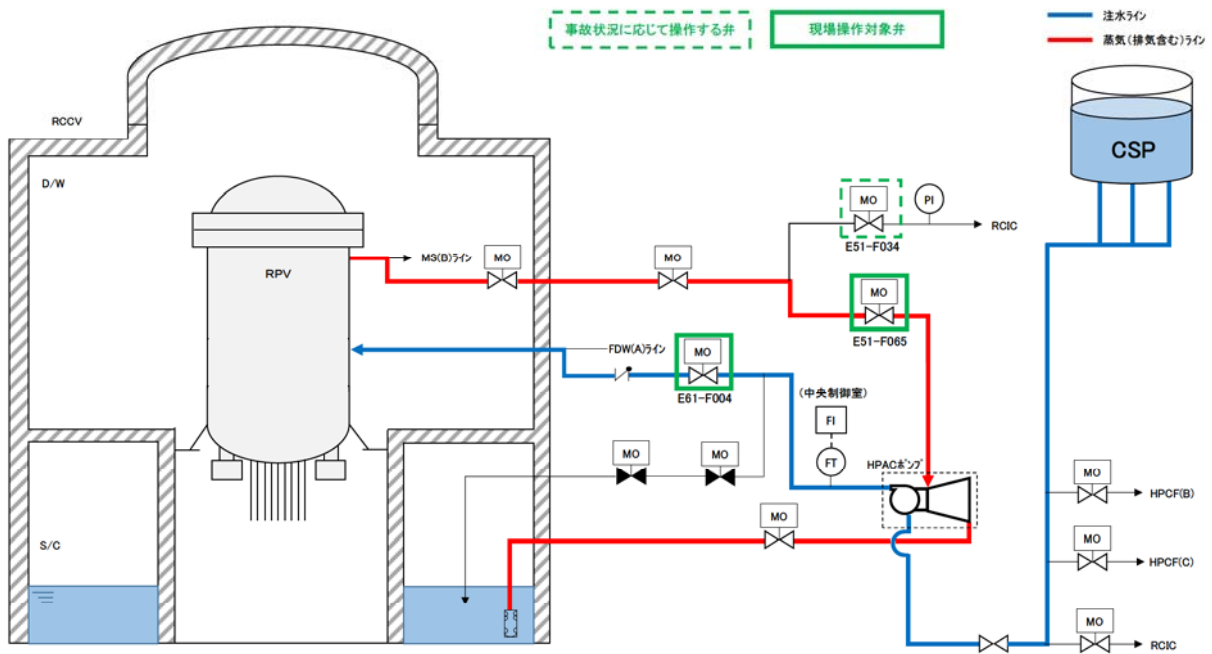 事故状況に応じて操作する弁
現場操作対象弁
注水ライン
蒸気(排気含む)ライン
RCCV
D/W
RPV
MS(B)ライン
MO
MO
MO
E51-F034
PI
RCIC
CSP
MO
E51-F065
FDW(A)ライン
MO
E61-F004
(中央制御室)
FI
FT
HPACポンプ
MO
MO
MO
HPCF(B)
S/C
MO
MO
HPCF(C)
MO
RCIC